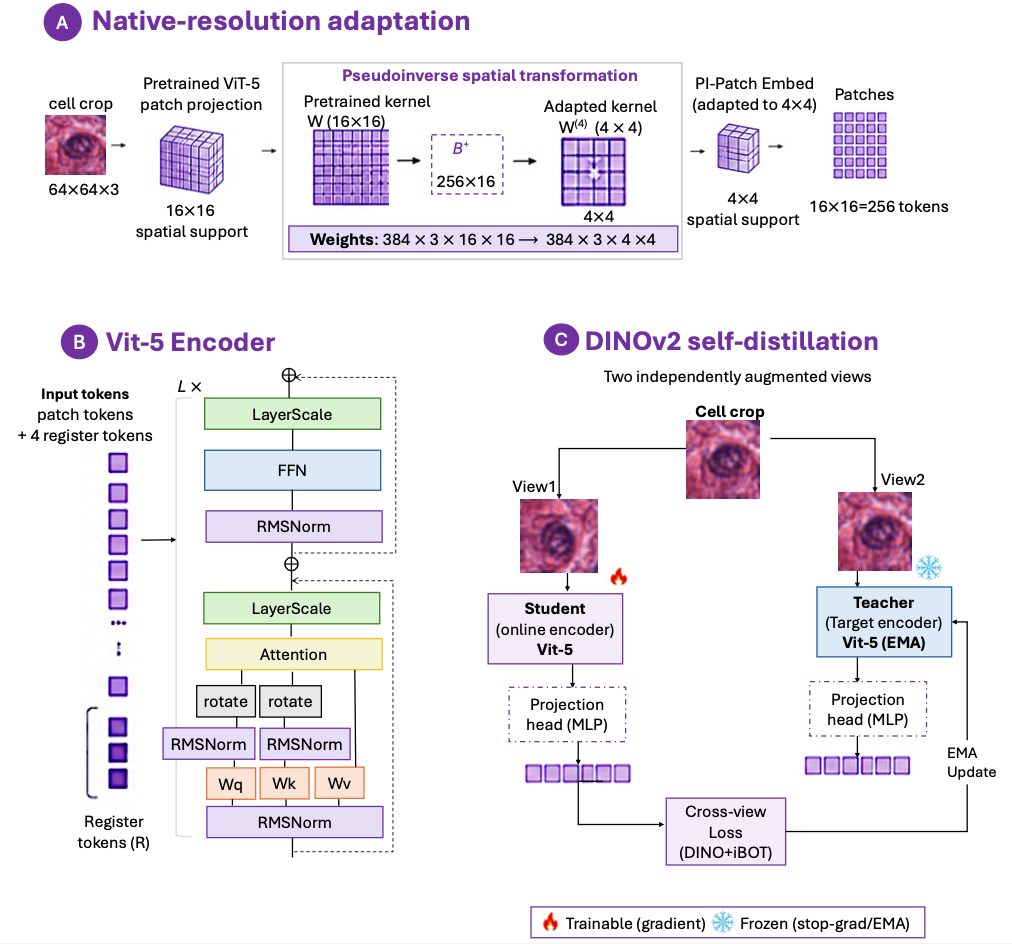 A Native-resolution adaptation
cell crop
64×64×3
Pretrained ViT-5
patch projection
16×16
spatial support
Pseudoinverse spatial transformation
Pretrained kernel
W (16×16)
B⁺
256×16
Adapted kernel
W⁽⁴⁾ (4 × 4)
4×4
Weights: 384 × 3 × 16 × 16 → 384 × 3 × 4 ×4
PI-Patch Embed
(adapted to 4×4)
4×4
spatial support
Patches
16×16=256 tokens
B Vit-5 Encoder
Input tokens
patch tokens
+ 4 register tokens
Register
tokens (R)
L ×
LayerScale
FFN
RMSNorm
LayerScale
Attention
rotate rotate
RMSNorm RMSNorm
Wq Wk Wv
RMSNorm
C DINOv2 self-distillation
Two independently augmented views
Cell crop
View1
View2
Student
(online encoder)
Vit-5
Projection
head (MLP)
Teacher
(Target encoder)
Vit-5 (EMA)
Projection
head (MLP)
EMA
Update
Cross-view
Loss
(DINO+iBOT)
Trainable (gradient) Frozen (stop-grad/EMA)